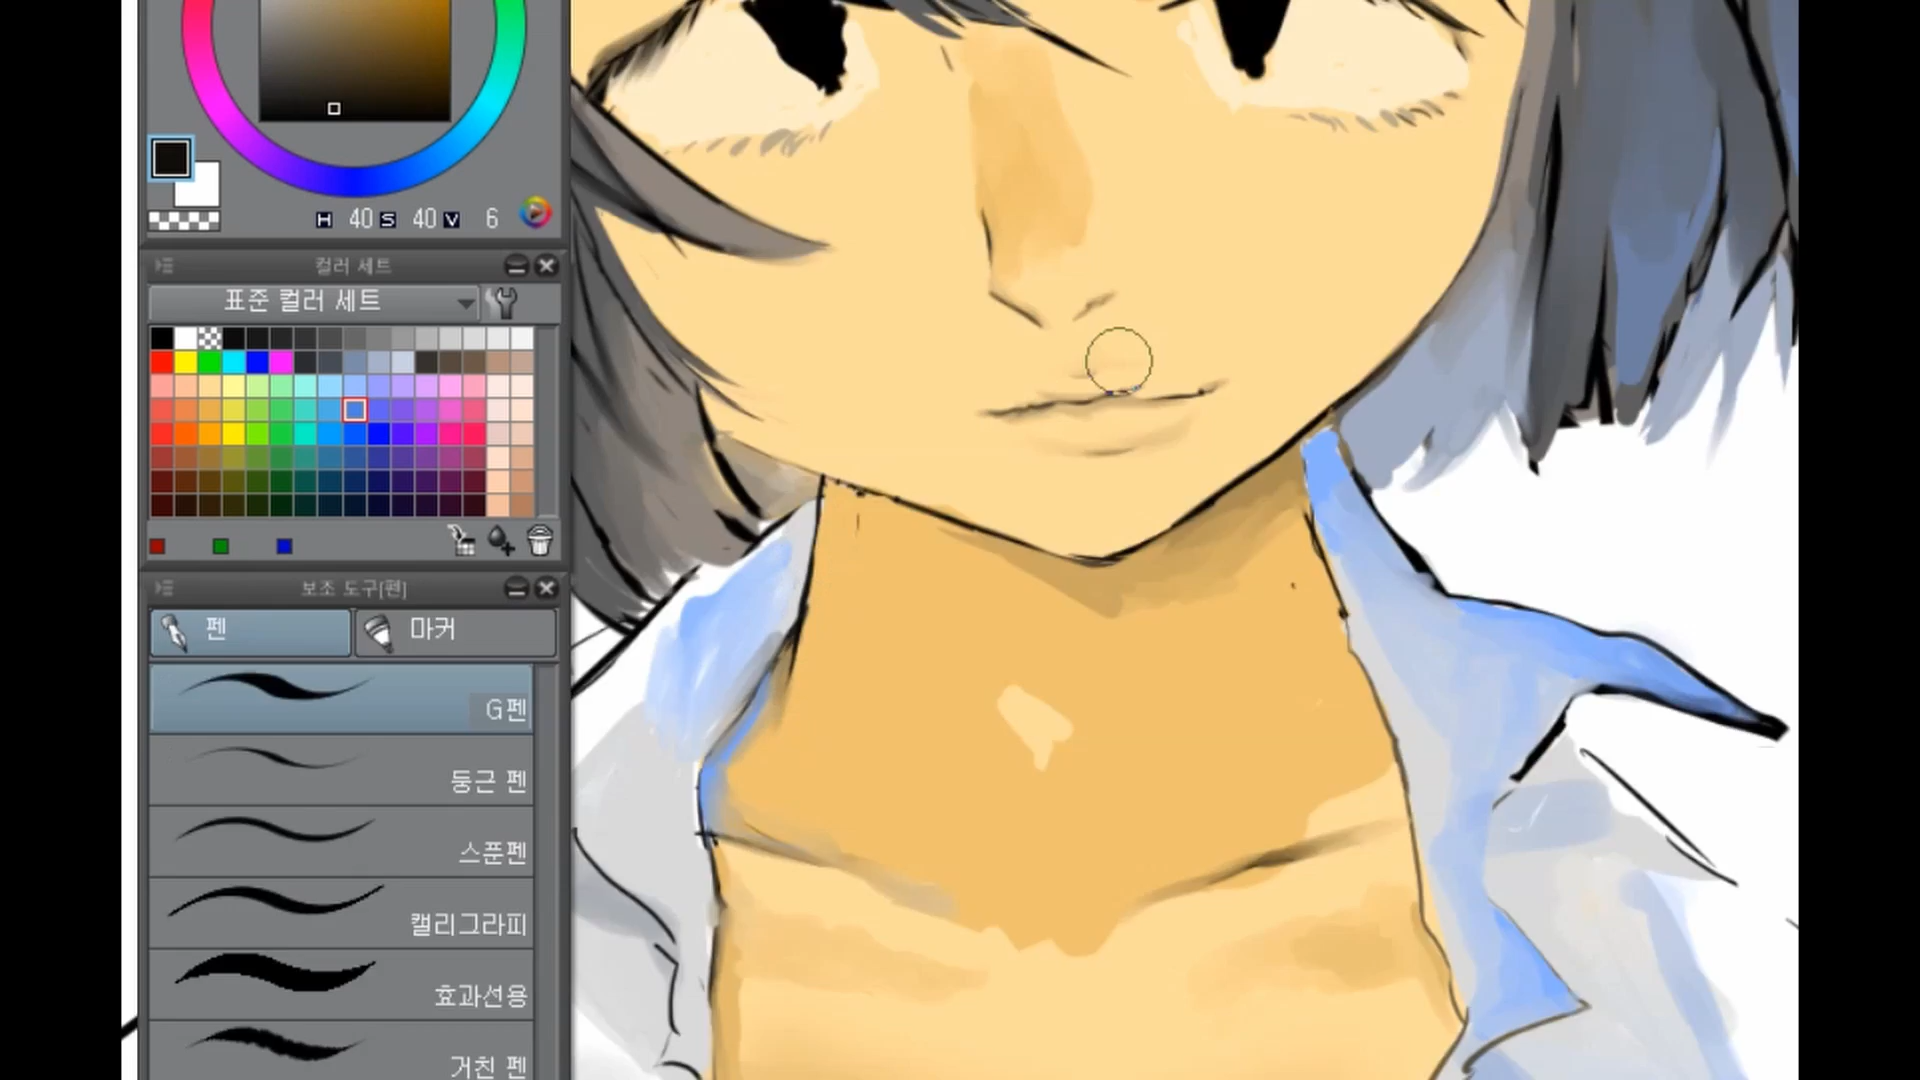 H 40 S 40 V 6
컬러 세트
표준 컬러 세트
보조 도구[펜]
펜 마커
G펜
둥근 펜
스푼펜
캘리그라피
효과선용
거친 펜